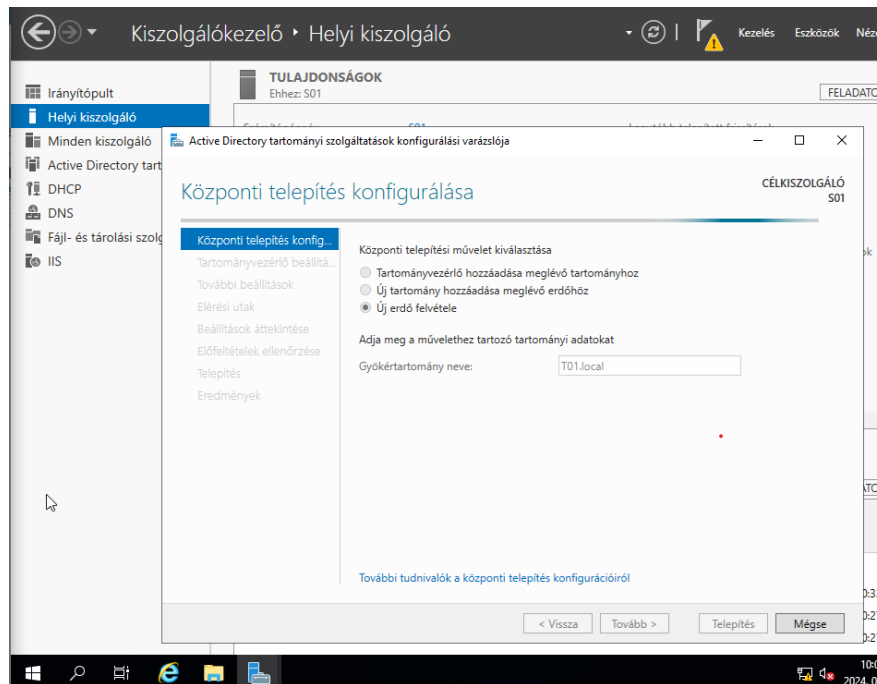 Kiszolgálókezelő • Helyi kiszolgáló
Kezelés Eszközök
Irányítópult
Helyi kiszolgáló
Minden kiszolgáló
Active Directory tart
DHCP
DNS
Fájl- és tárolási szolg
IIS
TULAJDONSÁGOK
Ehhez: S01
FELADATO
S01
Active Directory tartományi szolgáltatások konfigurálási varázslója
Központi telepítés konfigurálása
CÉLKISZOLGÁLÓ
S01
Központi telepítés konfig...
Tartományvezérlő beállítá...
További beállítások
Elérési utak
Beállítások áttekintése
Előfeltételek ellenőrzése
Telepítés
Eredmények
Központi telepítési művelet kiválasztása
Tartományvezérlő hozzáadása meglévő tartományhoz
Új tartomány hozzáadása meglévő erdőhöz
Új erdő felvétele
Adja meg a művelethez tartozó tartományi adatokat
Gyökértartomány neve: T01.local
További tudnivalók a központi telepítés konfigurációiról
< Vissza Tovább > Telepítés Mégse